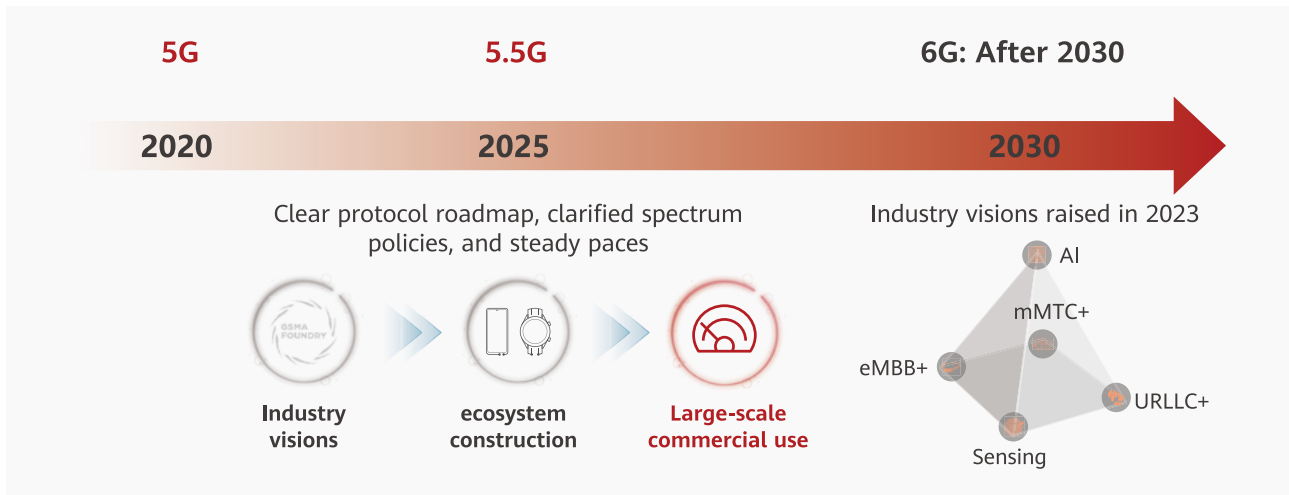 5G
5.5G
6G: After 2030
2020
2025
2030
Clear protocol roadmap, clarified spectrum
policies, and steady paces
GSMA
FOUNDRY
Industry
visions
ecosystem
construction
Large-scale
commercial use
Industry visions raised in 2023
AI
mMTC+
eMBB+
URLLC+
Sensing